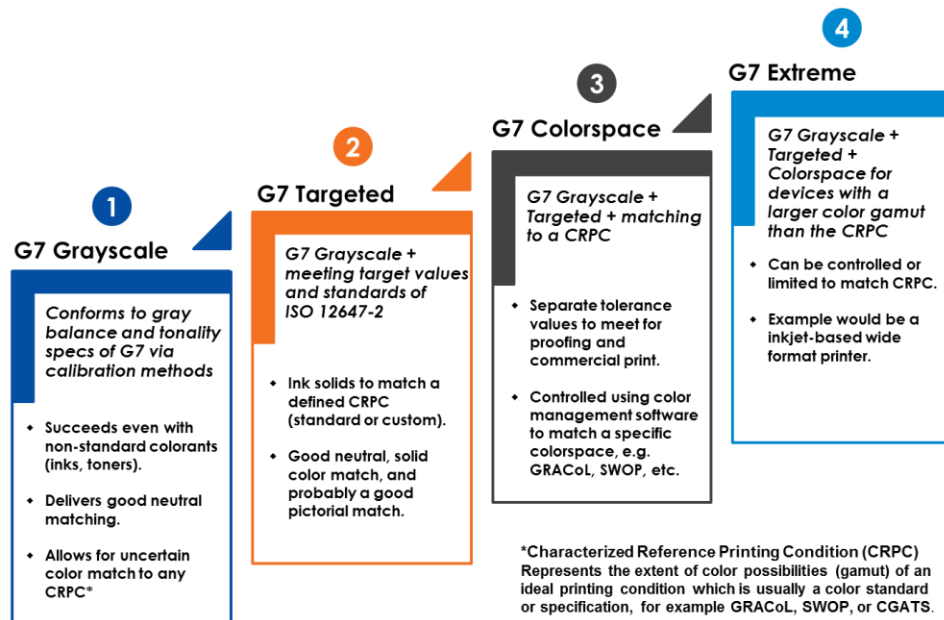 1
G7 Grayscale
Conforms to gray
balance and tonality
specs of G7 via
calibration methods
• Succeeds even with
non-standard colorants
(inks, toners).
• Delivers good neutral
matching.
• Allows for uncertain
color match to any
CRPC*
2
G7 Targeted
G7 Grayscale +
meeting target values
and standards of
ISO 12647-2
• Ink solids to match a
defined CRPC
(standard or custom).
• Good neutral, solid
color match, and
probably a good
pictorial match.
3
G7 Colorspace
G7 Grayscale +
Targeted + matching
to a CRPC
• Separate tolerance
values to meet for
proofing and
commercial print.
• Controlled using color
management software
to match a specific
colorspace, e.g.
GRACoL, SWOP, etc.
4
G7 Extreme
G7 Grayscale +
Targeted +
Colorspace for
devices with a
larger color gamut
than the CRPC
• Can be controlled or
limited to match CRPC.
• Example would be a
inkjet-based wide
format printer.
*Characterized Reference Printing Condition (CRPC)
Represents the extent of color possibilities (gamut) of an
ideal printing condition which is usually a color standard
or specification, for example GRACoL, SWOP, or CGATS.